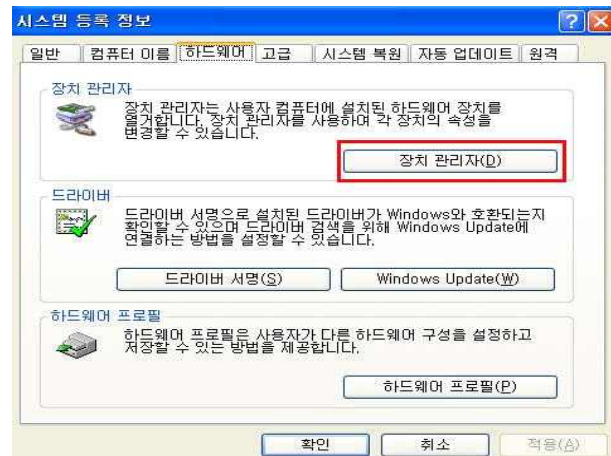 시스템 등록 정보
일반 컴퓨터 이름 하드웨어 고급 시스템 복원 자동 업데이트 원격
장치 관리자
장치 관리자는 사용자 컴퓨터에 설치된 하드웨어 장치를
열거합니다. 장치 관리자를 사용하여 각 장치의 속성을
변경할 수 있습니다.
장치 관리자(D)
드라이버
드라이버 서명으로 설치된 드라이버가 Windows와 호환되는지
확인할 수 있으며 드라이버 검색을 위해 Windows Update에
연결하는 방법을 설정할 수 있습니다.
드라이버 서명(S) Windows Update(W)
하드웨어 프로필
하드웨어 프로필은 사용자가 다른 하드웨어 구성을 설정하고
저장할 수 있는 방법을 제공합니다.
하드웨어 프로필(P)
확인 취소 적용(A)